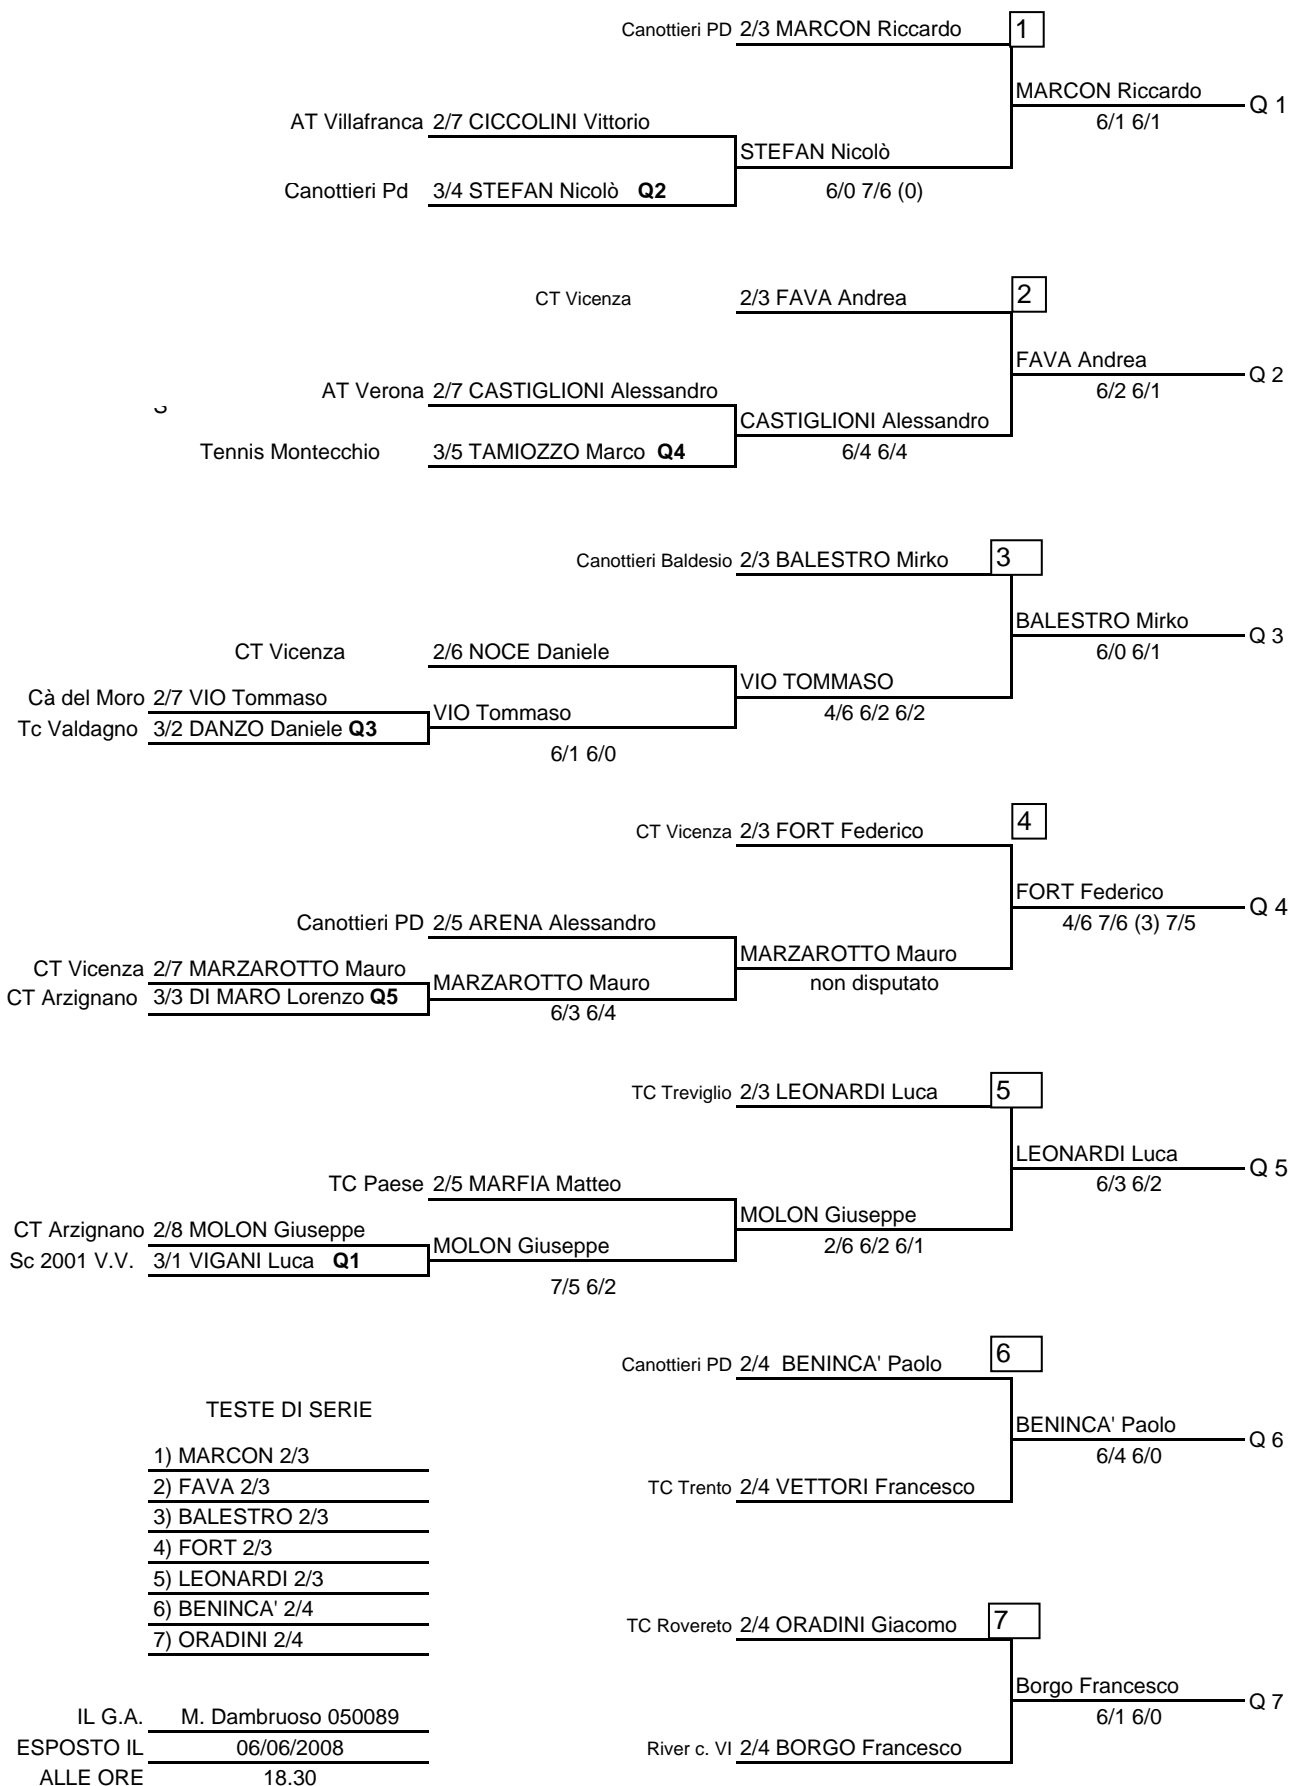 Canottieri PD 2/3 MARCON Riccardo 1
MARCON Riccardo
Q 1
6/1 6/1
AT Villafranca 2/7 CICCOLINI Vittorio
STEFAN Nicolò
Canottieri Pd 3/4 STEFAN Nicolò Q2
6/0 7/6 (0)
CT Vicenza 2/3 FAVA Andrea 2
FAVA Andrea
Q 2
6/2 6/1
AT Verona 2/7 CASTIGLIONI Alessandro
CASTIGLIONI Alessandro
Tennis Montecchio 3/5 TAMIOZZO Marco Q4
6/4 6/4
Canottieri Baldesio 2/3 BALESTRO Mirko 3
BALESTRO Mirko
Q 3
6/0 6/1
CT Vicenza 2/6 NOCE Daniele
VIO TOMMASO
Cà del Moro 2/7 VIO Tommaso
VIO Tommaso
4/6 6/2 6/2
Tc Valdagno 3/2 DANZO Daniele Q3
6/1 6/0
CT Vicenza 2/3 FORT Federico 4
FORT Federico
Q 4
4/6 7/6 (3) 7/5
Canottieri PD 2/5 ARENA Alessandro
MARZAROTTO Mauro
CT Vicenza 2/7 MARZAROTTO Mauro
MARZAROTTO Mauro
non disputato
CT Arzignano 3/3 DI MARO Lorenzo Q5
6/3 6/4
TC Treviglio 2/3 LEONARDI Luca 5
LEONARDI Luca
Q 5
6/3 6/2
TC Paese 2/5 MARFIA Matteo
MOLON Giuseppe
CT Arzignano 2/8 MOLON Giuseppe
MOLON Giuseppe
2/6 6/2 6/1
Sc 2001 V.V. 3/1 VIGANI Luca Q1
7/5 6/2
Canottieri PD 2/4 BENINCA' Paolo 6
BENINCA' Paolo
Q 6
6/4 6/0
TC Trento 2/4 VETTORI Francesco
TESTE DI SERIE
1) MARCON 2/3
2) FAVA 2/3
3) BALESTRO 2/3
4) FORT 2/3
5) LEONARDI 2/3
6) BENINCA' 2/4
7) ORADINI 2/4
TC Rovereto 2/4 ORADINI Giacomo 7
Borgo Francesco
Q 7
6/1 6/0
River c. VI 2/4 BORGO Francesco
IL G.A. M. Dambruoso 050089
ESPOSTO IL 06/06/2008
ALLE ORE 18.30